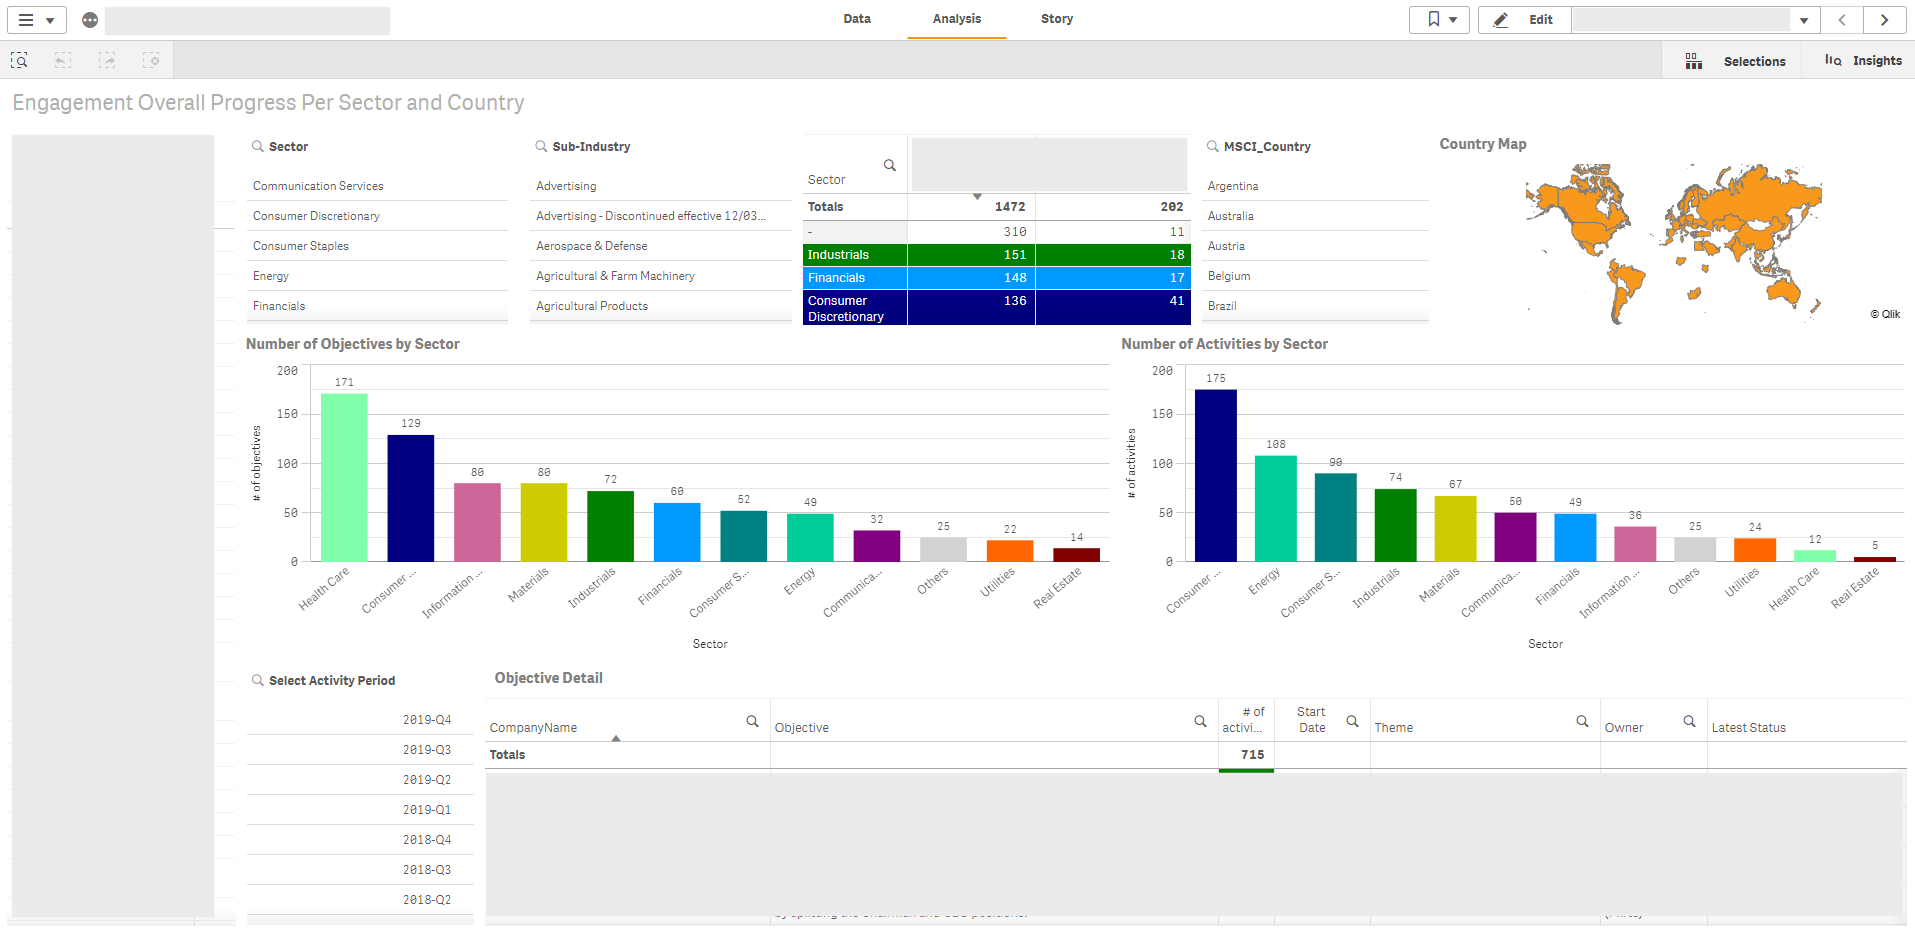 Data
Analysis
Story
Edit
Selections
Insights
Engagement Overall Progress Per Sector and Country
Sector
Communication Services
Consumer Discretionary
Consumer Staples
Energy
Financials
Sub-Industry
Advertising
Advertising - Discontinued effective 12/03...
Aerospace & Defense
Agricultural & Farm Machinery
Agricultural Products
Sector
Totals 1472 202
- 310 11
Industrials 151 18
Financials 148 17
Consumer 136 41
Discretionary
MSCI_Country
Argentina
Australia
Austria
Belgium
Brazil
Country Map
© Qlik
Number of Objectives by Sector
# of objectives
200
150
100
50
0
171
129
80
80
72
60
52
49
32
25
22
14
Health Care
Consumer ...
Information ...
Materials
Industrials
Financials
Consumer S...
Energy
Communica...
Others
Utilities
Real Estate
Sector
Number of Activities by Sector
# of activities
200
150
100
50
0
175
108
90
74
67
50
49
36
25
24
12
5
Consumer ...
Energy
Consumer S...
Industrials
Materials
Communica...
Financials
Information ...
Others
Utilities
Health Care
Real Estate
Sector
Select Activity Period
2019-Q4
2019-Q3
2019-Q2
2019-Q1
2018-Q4
2018-Q3
2018-Q2
Objective Detail
CompanyName
Objective
# of
activi...
Start
Date
Theme
Owner
Latest Status
Totals 715